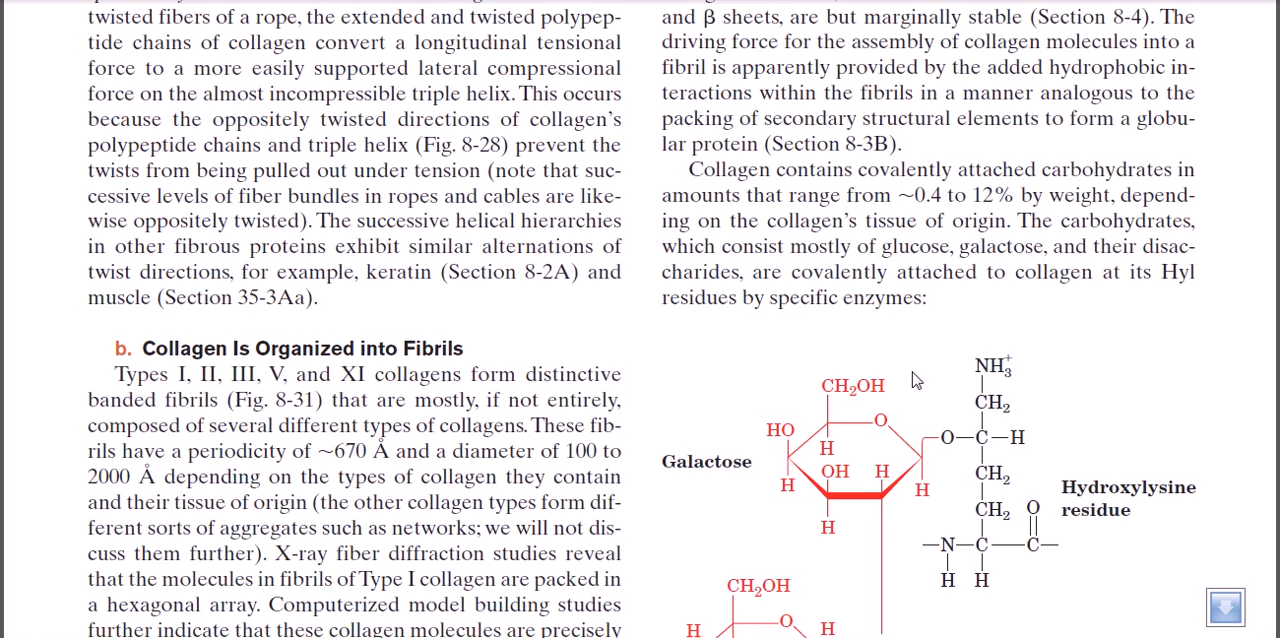 twisted fibers of a rope, the extended and twisted polypep-
tide chains of collagen convert a longitudinal tensional
force to a more easily supported lateral compressional
force on the almost incompressible triple helix. This occurs
because the oppositely twisted directions of collagen's
polypeptide chains and triple helix (Fig. 8-28) prevent the
twists from being pulled out under tension (note that suc-
cessive levels of fiber bundles in ropes and cables are like-
wise oppositely twisted). The successive helical hierarchies
in other fibrous proteins exhibit similar alternations of
twist directions, for example, keratin (Section 8-2A) and
muscle (Section 35-3Aa).
b. Collagen Is Organized into Fibrils
Types I, II, III, V, and XI collagens form distinctive
banded fibrils (Fig. 8-31) that are mostly, if not entirely,
composed of several different types of collagens. These fib-
rils have a periodicity of ~670 Å and a diameter of 100 to
2000 Å depending on the types of collagen they contain
and their tissue of origin (the other collagen types form dif-
ferent sorts of aggregates such as networks; we will not dis-
cuss them further). X-ray fiber diffraction studies reveal
that the molecules in fibrils of Type I collagen are packed in
a hexagonal array. Computerized model building studies
further indicate that these collagen molecules are precisely
and β sheets, are but marginally stable (Section 8-4). The
driving force for the assembly of collagen molecules into a
fibril is apparently provided by the added hydrophobic in-
teractions within the fibrils in a manner analogous to the
packing of secondary structural elements to form a globu-
lar protein (Section 8-3B).
Collagen contains covalently attached carbohydrates in
amounts that range from ~0.4 to 12% by weight, depend-
ing on the collagen's tissue of origin. The carbohydrates,
which consist mostly of glucose, galactose, and their disac-
charides, are covalently attached to collagen at its Hyl
residues by specific enzymes:
NH3+
CH2OH
CH2
HO
O
O—C—H
H
Galactose
OH
H
CH2
H
H
Hydroxylysine
CH2
O
residue
H
—N—C—C—
H
H
CH2OH
O
H
H